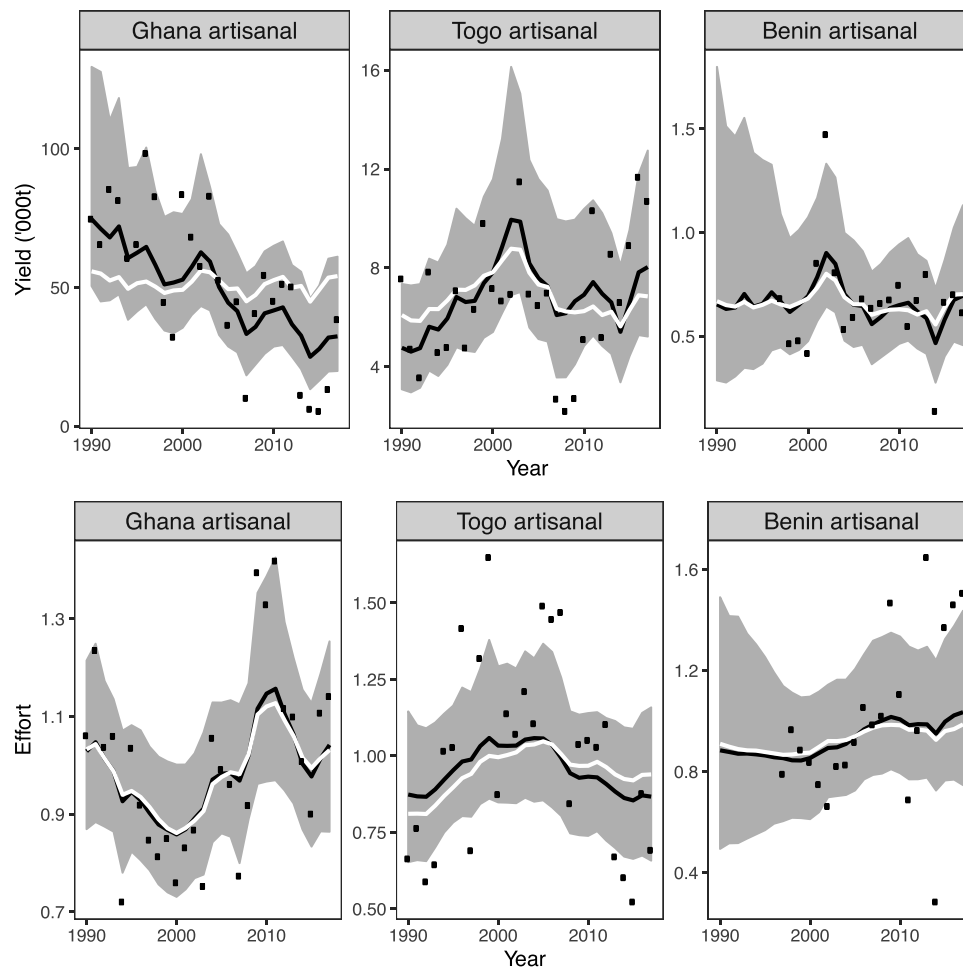 Ghana artisanal
Togo artisanal
Benin artisanal
Yield ('000t)
100
50
0
16
12
8
4
1.5
1.0
0.5
1990 2000 2010
1990 2000 2010
1990 2000 2010
Year
Ghana artisanal
Togo artisanal
Benin artisanal
Effort
1.3
1.1
0.9
0.7
1.50
1.25
1.00
0.75
0.50
1.6
1.2
0.8
0.4
1990 2000 2010
1990 2000 2010
1990 2000 2010
Year